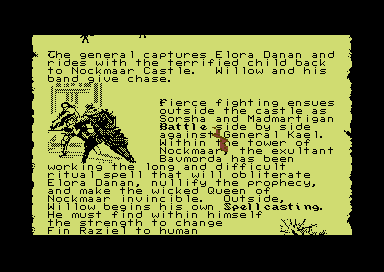 The general captures Elora Danan and
rides with the terrified child back
to Nockmaar Castle. Willow and his
band give chase.
Fierce fighting ensues
outside the castle as
Sorsha and Madmartigan
Battle side by side
against General Kael.
Within the tower of
Nockmaar, the exultant
Bavmorda has been
working the long and difficult
ritual spell that will obliterate
Elora Danan, nullify the prophecy,
and make the wicked Queen of
Nockmaar invincible. Outside,
Willow begins his own Spellcasting.
He must find within himself
the strength to change
Fin Raziel to human